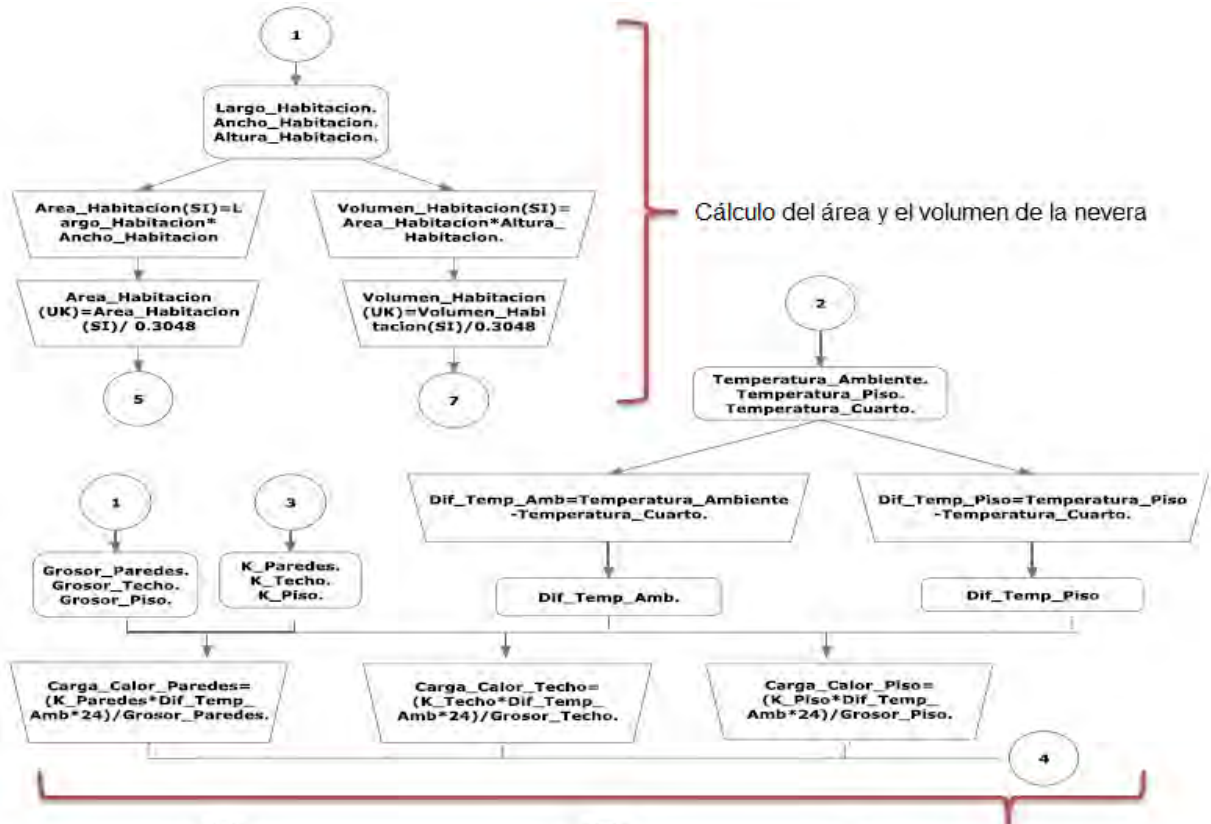 1
Largo_Habitacion.
Ancho_Habitacion.
Altura_Habitacion.
Area_Habitacion(SI)=L
argo_Habitacion*
Ancho_Habitacion
Volumen_Habitacion(SI)=
Area_Habitacion*Altura_
Habitacion.
Area_Habitacion
(UK)=Area_Habitacion
(SI)/ 0.3048
Volumen_Habitacion
(UK)=Volumen_Habi
tacion(SI)/0.3048
5
7
Cálculo del área y el volumen de la nevera
2
Temperatura_Ambiente.
Temperatura_Piso.
Temperatura_Cuarto.
Dif_Temp_Amb=Temperatura_Ambiente
-Temperatura_Cuarto.
Dif_Temp_Piso=Temperatura_Piso
-Temperatura_Cuarto.
1
3
Grosor_Paredes.
Grosor_Techo.
Grosor_Piso.
K_Paredes.
K_Techo.
K_Piso.
Dif_Temp_Amb.
Dif_Temp_Piso
Carga_Calor_Paredes=
(K_Paredes*Dif_Temp_
Amb*24)/Grosor_Paredes.
Carga_Calor_Techo=
(K_Techo*Dif_Temp_
Amb*24)/Grosor_Techo.
Carga_Calor_Piso=
(K_Piso*Dif_Temp_
Amb*24)/Grosor_Piso.
4